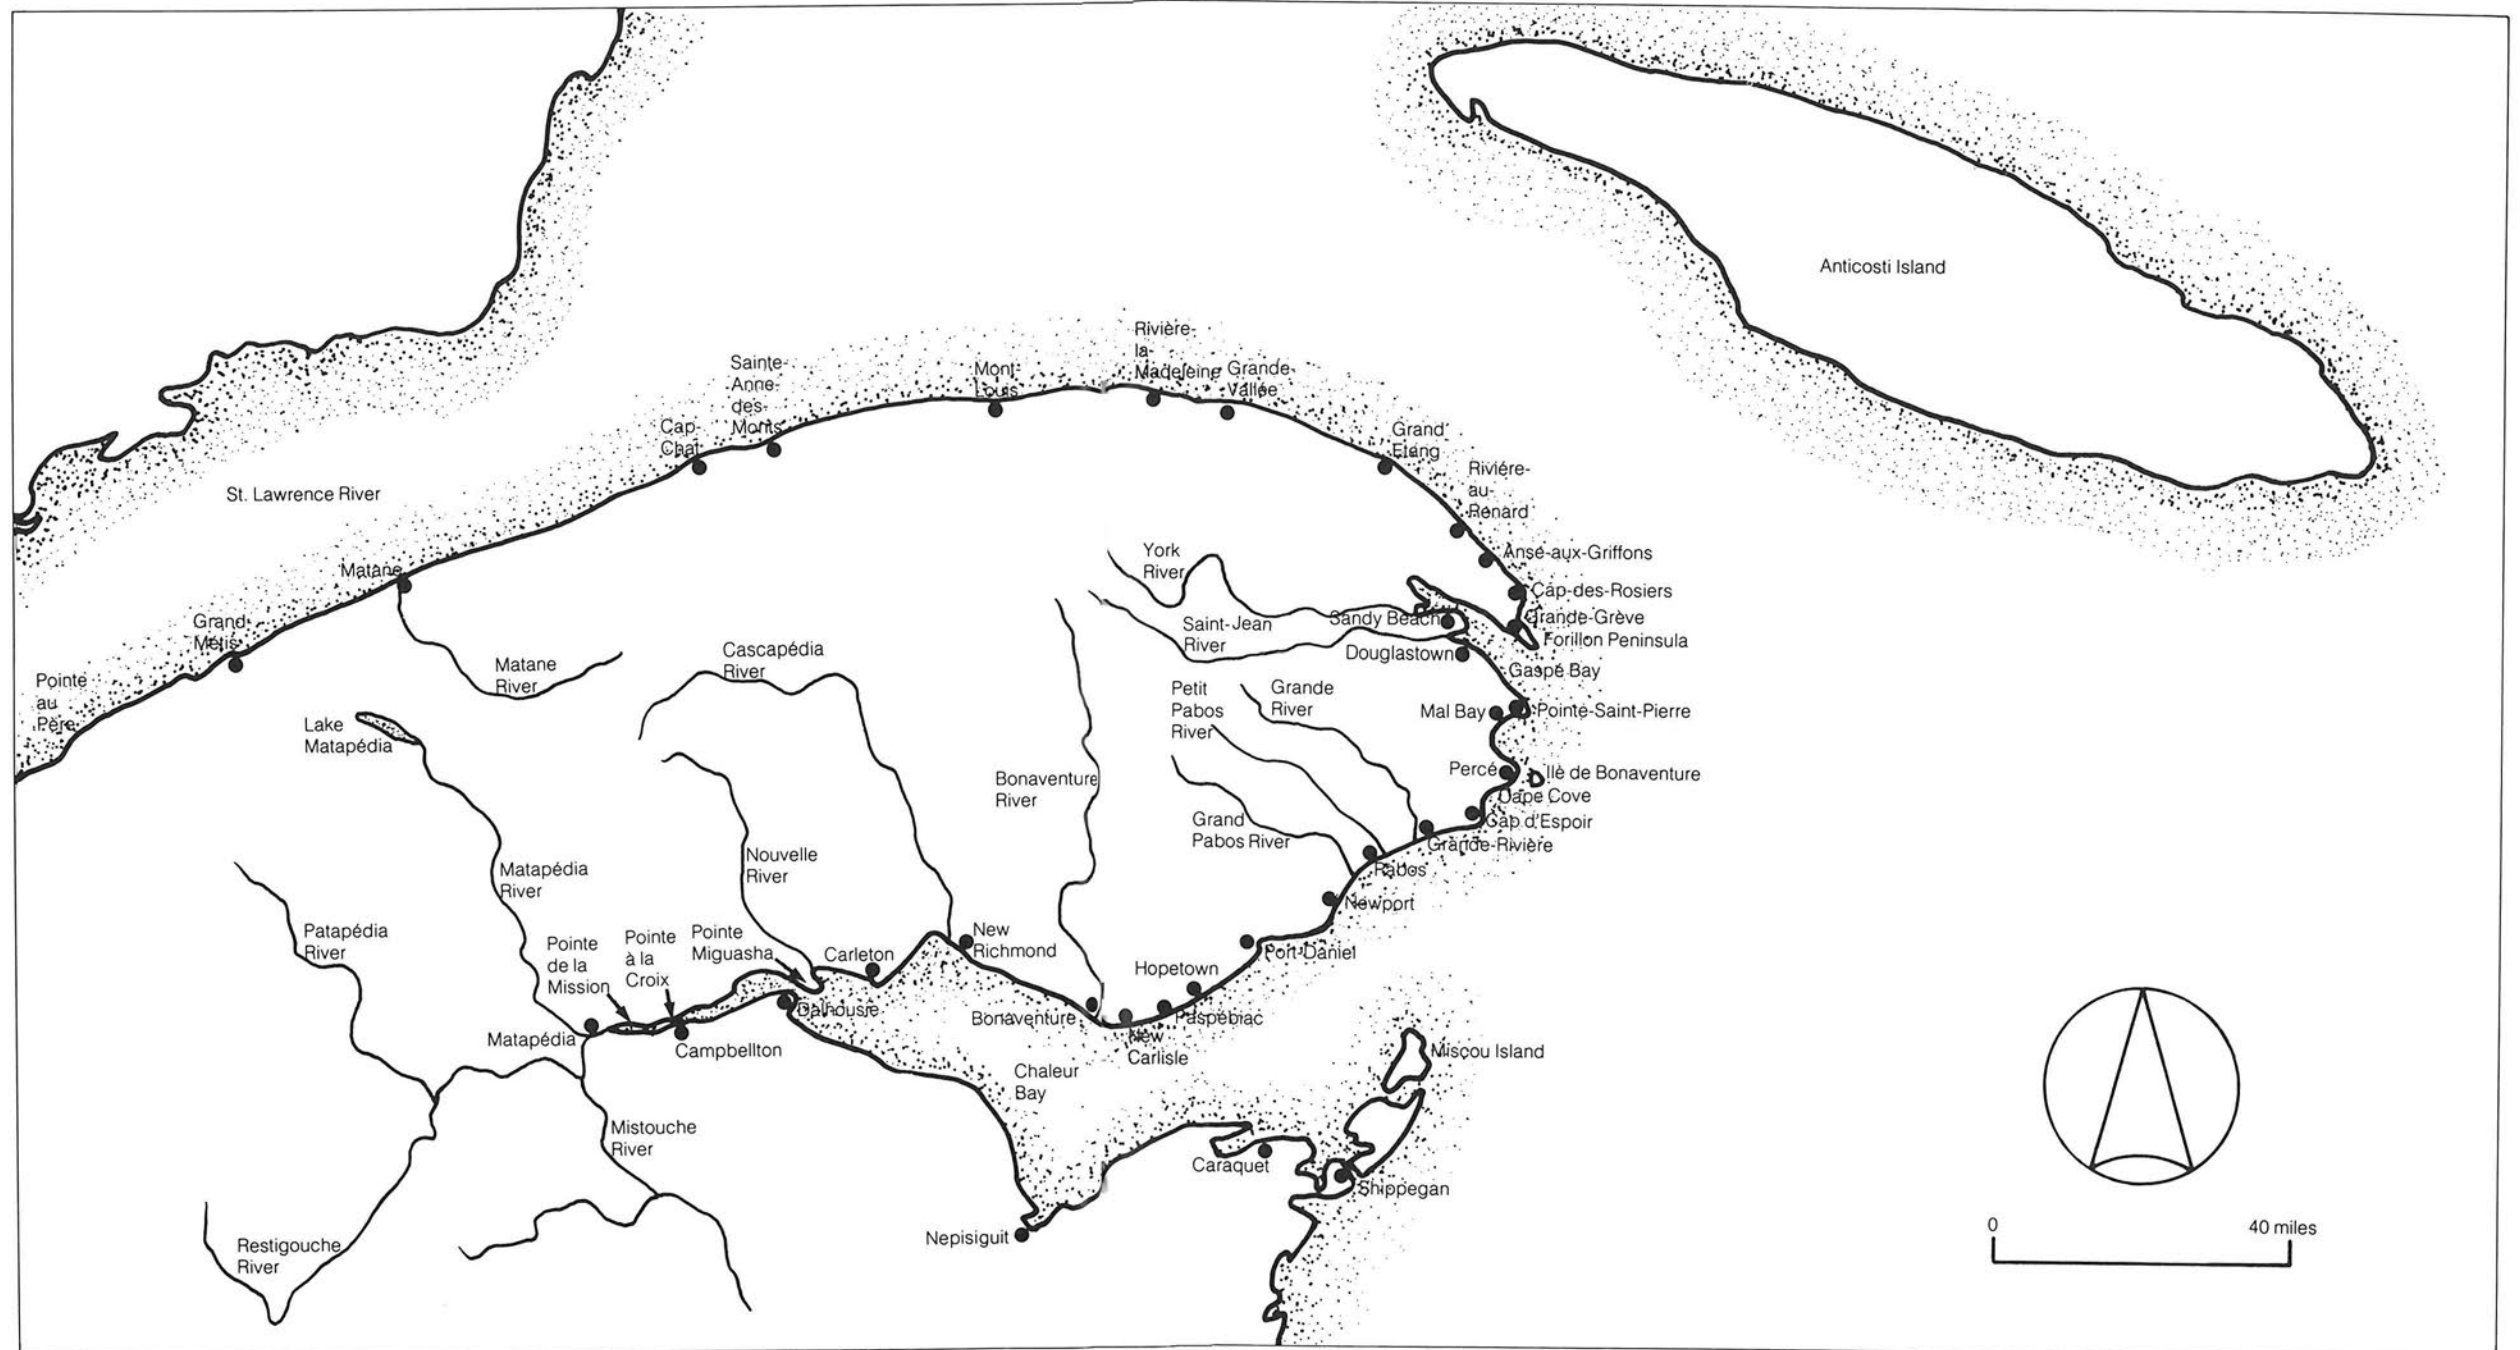 Anticosti Island
St. Lawrence River
Rivière-
la-
Madeleine
Grande-
Vallée
Mont-
Louis
Sainte-
Anne-
des-
Monts
Cap-
Chat
Grand
Etang
Riviére-
au-
Renard
Anse-aux-Griffons
Cap-des-Rosiers
Grande-Grève
Forillon Peninsula
Gaspé Bay
York
River
Sandy Beach
Saint-Jean
River
Douglastown
Matane
Grand
Métis
Pointe
au
Père
Matane
River
Cascapédia
River
Lake
Matapédia
Petit
Pabos
River
Grande
River
Mal Bay
Pointe-Saint-Pierre
Percé
Ile de Bonaventure
Cape Cove
Cap d'Espoir
Grande-Rivière
Bonaventure
River
Grand
Pabos River
Pabos
Newport
Port-Daniel
Nouvelle
River
Matapédia
River
Patapédia
River
Pointe
de la
Mission
Pointe
à la
Croix
Pointe
Miguasha
Carleton
New
Richmond
Hopetown
Paspébiac
Bonaventure
New
Carlisle
Dalhousie
Matapédia
Campbellton
Chaleur
Bay
Miscou Island
Mistouche
River
Caraquet
Shippegan
Nepisiguit
Restigouche
River
0
40 miles